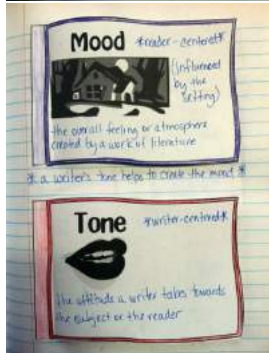 Mood *reader-centered*
(influenced
by the
setting)
the overall feeling or atmosphere
created by a work of literature
* a writer's tone helps to create the mood *
Tone *writer-centered*
the attitude a writer takes towards
the subject or the reader